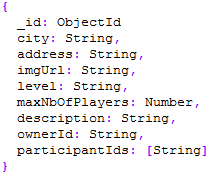 {
_id: ObjectId
city: String,
address: String,
imgUrl: String,
level: String,
maxNbOfPlayers: Number,
description: String,
ownerId: String,
participantIds: [String]
}